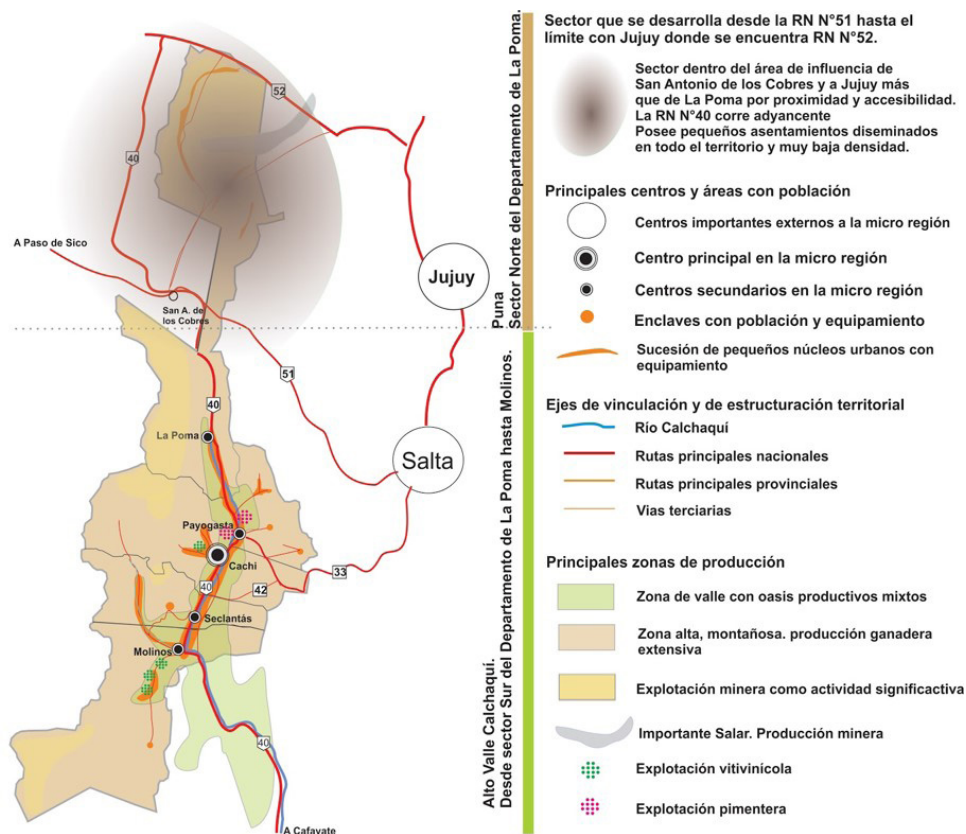 Sector que se desarrolla desde la RN N°51 hasta el
límite con Jujuy donde se encuentra RN N°52.
Sector dentro del área de influencia de
San Antonio de los Cobres y a Jujuy más
que de La Poma por proximidad y accesibilidad.
La RN N°40 corre adyancente
Posee pequeños asentamientos diseminados
en todo el territorio y muy baja densidad.
Principales centros y áreas con población
Centros importantes externos a la micro región
Centro principal en la micro región
Centros secundarios en la micro región
Enclaves con población y equipamiento
Sucesión de pequeños núcleos urbanos con
equipamiento
Ejes de vinculación y de estructuración territorial
Río Calchaquí
Rutas principales nacionales
Rutas principales provinciales
Vias terciarias
Principales zonas de producción
Zona de valle con oasis productivos mixtos
Zona alta, montañosa. producción ganadera
extensiva
Explotación minera como actividad significactiva
Importante Salar. Producción minera
Explotación vitivinícola
Explotación pimentera
Puna
Sector Norte del Departamento de La Poma.
Alto Valle Calchaquí.
Desde sector Sur del Departamento de La Poma hasta Molinos.
52
40
A Paso de Sico
San A. de
los Cobres
Jujuy
51
40
La Poma
Salta
Payogasta
Cachi
33
40
42
Seclantás
Molinos
40
A Cafayate